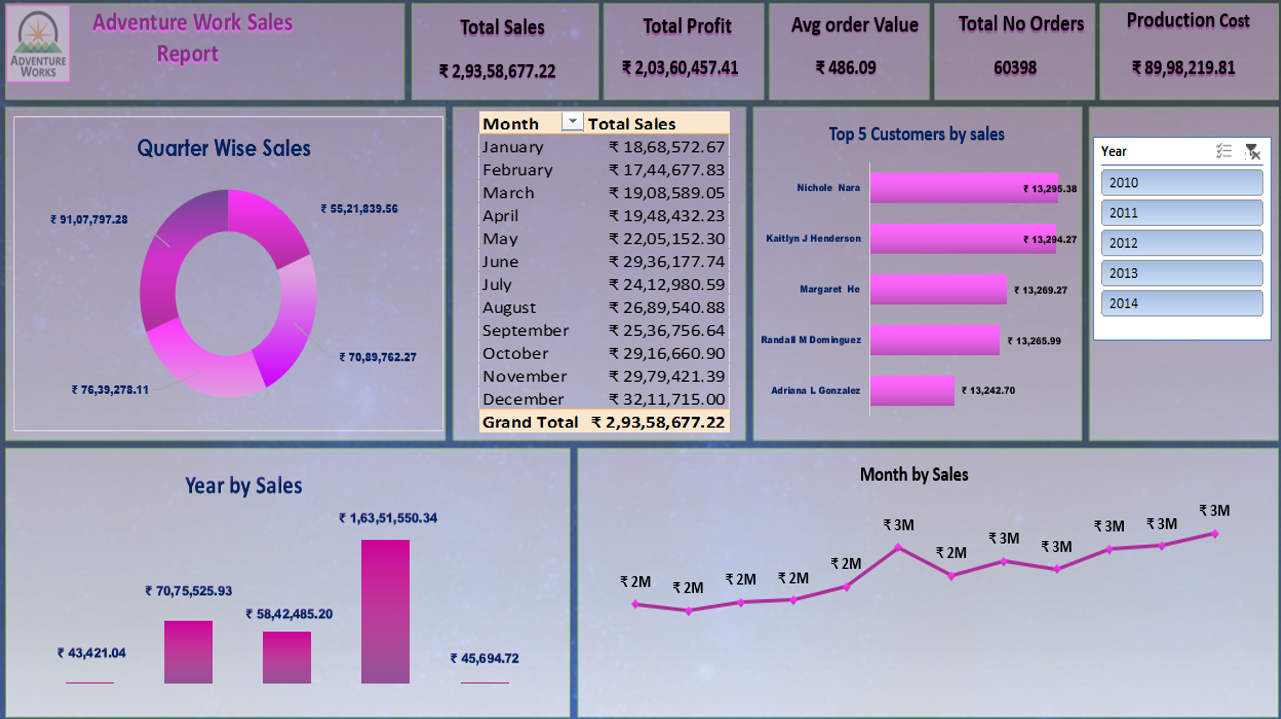 ADVENTURE
WORKS
Adventure Work Sales
Report
Total Sales
₹ 2,93,58,677.22
Total Profit
₹ 2,03,60,457.41
Avg order Value
₹ 486.09
Total No Orders
60398
Production Cost
₹ 89,98,219.81
Quarter Wise Sales
₹ 91,07,797.28
₹ 55,21,839.56
₹ 70,89,762.27
₹ 76,39,278.11
Month Total Sales
January ₹ 18,68,572.67
February ₹ 17,44,677.83
March ₹ 19,08,589.05
April ₹ 19,48,432.23
May ₹ 22,05,152.30
June ₹ 29,36,177.74
July ₹ 24,12,980.59
August ₹ 26,89,540.88
September ₹ 25,36,756.64
October ₹ 29,16,660.90
November ₹ 29,79,421.39
December ₹ 32,11,715.00
Grand Total ₹ 2,93,58,677.22
Top 5 Customers by sales
Nichole Nara ₹ 13,295.38
Kaitlyn J Henderson ₹ 13,294.27
Margaret He ₹ 13,269.27
Randall M Dominguez ₹ 13,265.99
Adriana L Gonzalez ₹ 13,242.70
Year
2010
2011
2012
2013
2014
Year by Sales
₹ 43,421.04
₹ 70,75,525.93
₹ 58,42,485.20
₹ 1,63,51,550.34
₹ 45,694.72
Month by Sales
₹ 2M
₹ 2M
₹ 2M
₹ 2M
₹ 2M
₹ 3M
₹ 2M
₹ 3M
₹ 3M
₹ 3M
₹ 3M
₹ 3M